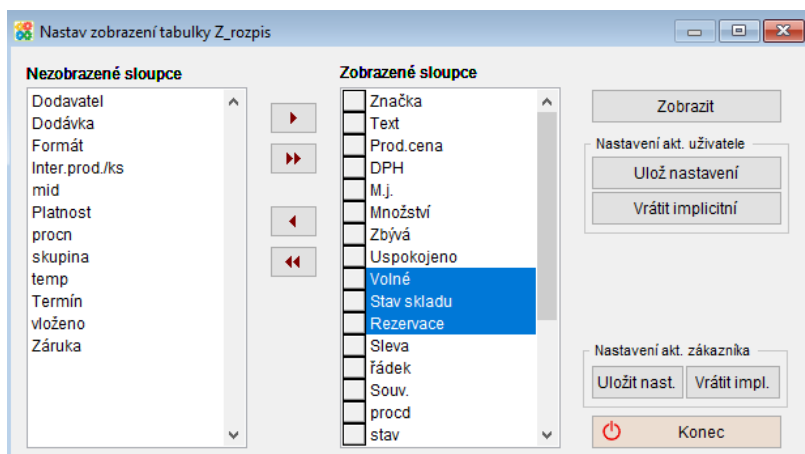 Nastav zobrazení tabulky Z_rozpis
Nezobrazené sloupce
Dodavatel
Dodávka
Formát
Inter.prod./ks
mid
Platnost
procn
skupina
temp
Termín
vloženo
Záruka
Zobrazené sloupce
Značka
Text
Prod.cena
DPH
M.j.
Množství
Zbývá
Uspokojeno
Volné
Stav skladu
Rezervace
Sleva
řádek
Souv.
procd
stav
Zobrazit
Nastavení akt. uživatele
Ulož nastavení
Vrátit implicitní
Nastavení akt. zákazníka
Uložit nast.
Vrátit impl.
Konec